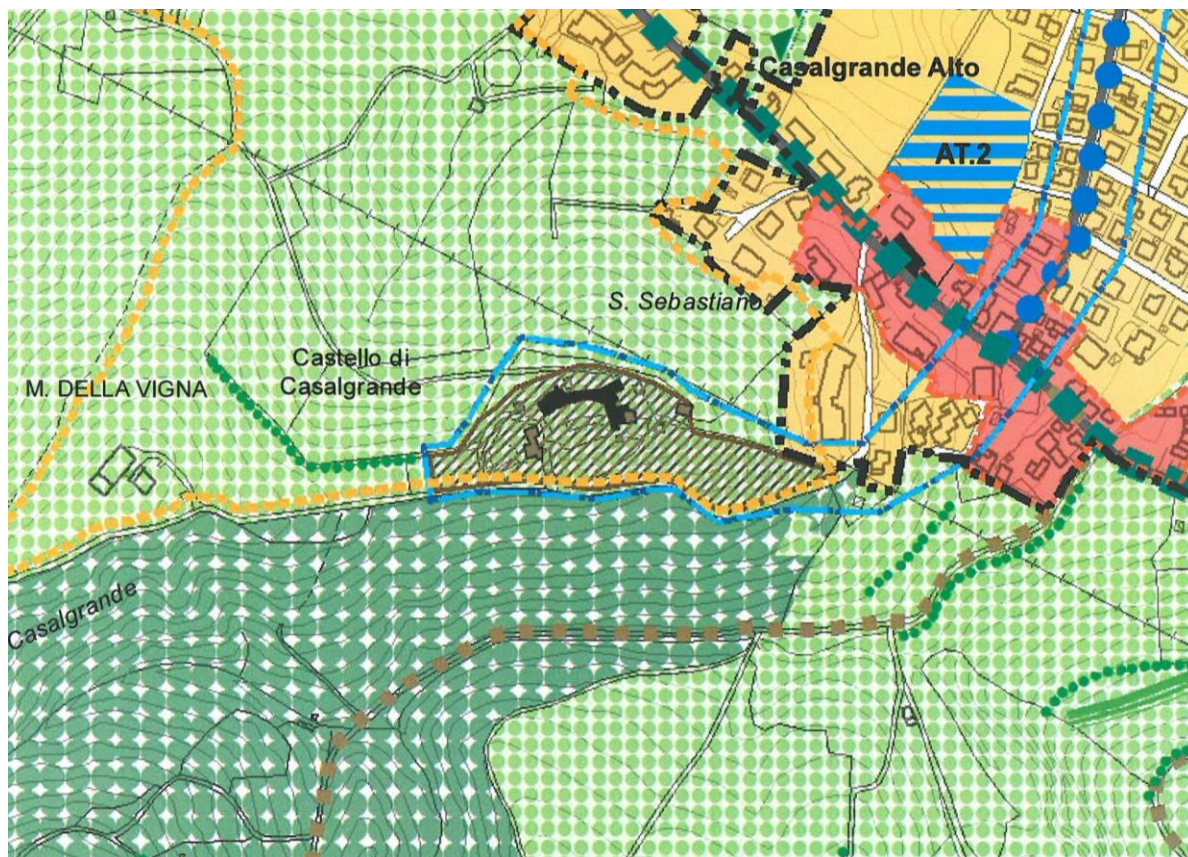 Casalgrande Alto
AT.2
S. Sebastiano
Castello di
Casalgrande
M. DELLA VIGNA
Casalgrande